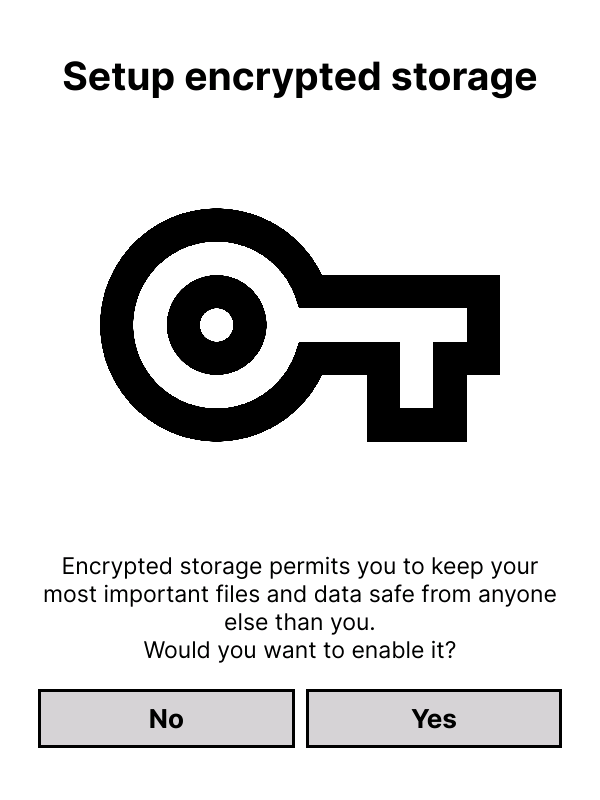 Setup encrypted storage
Encrypted storage permits you to keep your
most important files and data safe from anyone
else than you.
Would you want to enable it?
No
Yes